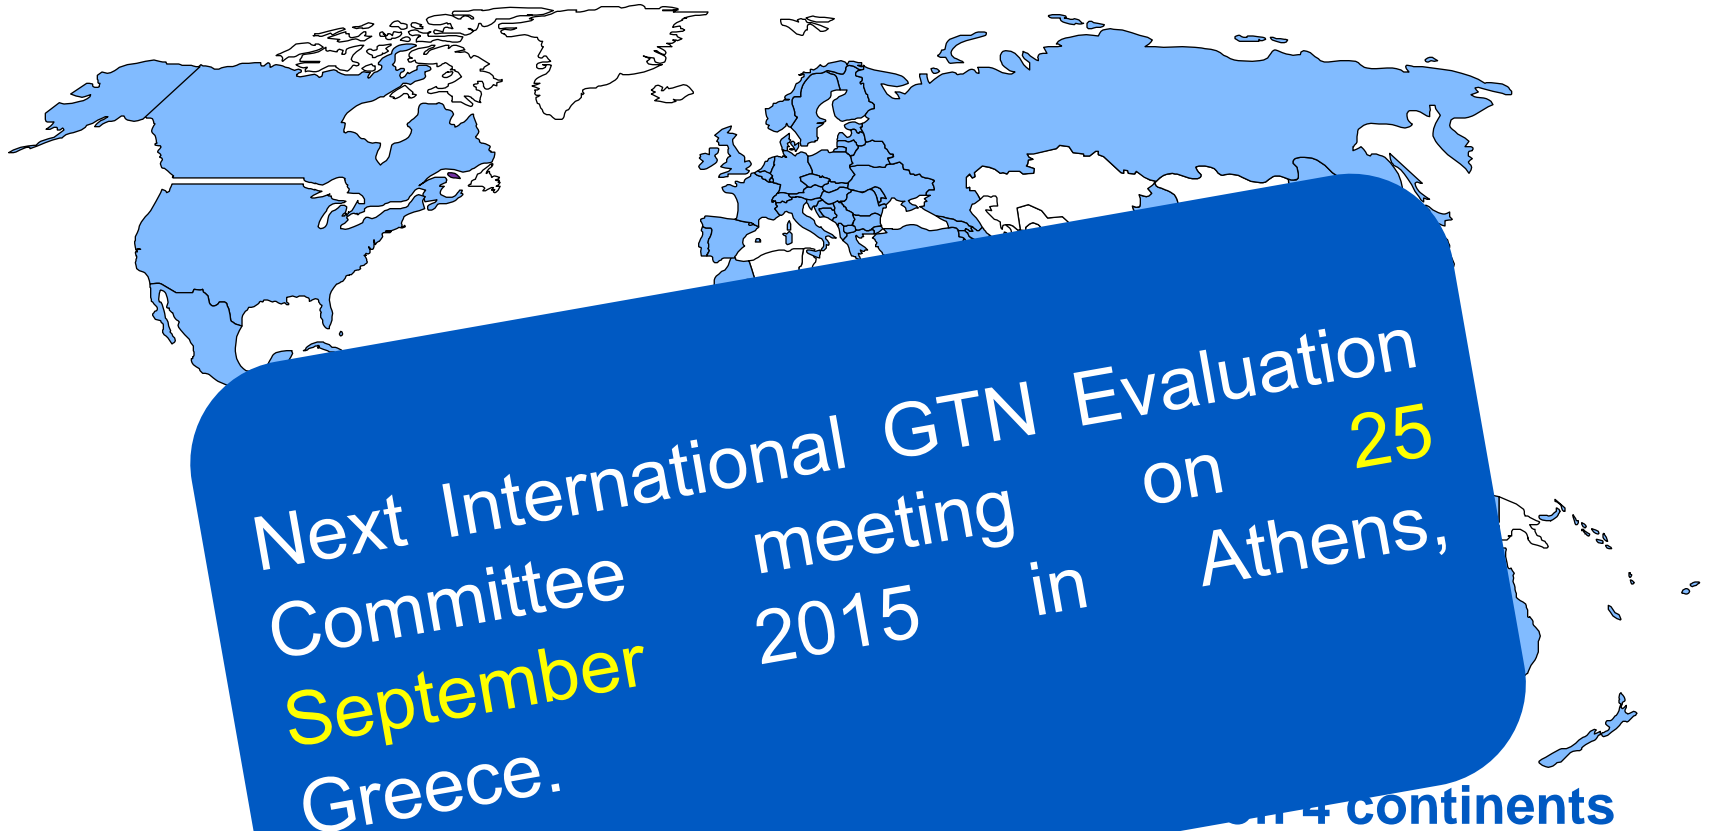 Next International GTN Evaluation
Committee meeting on 25
September 2015 in Athens,
Greece.
4 continents